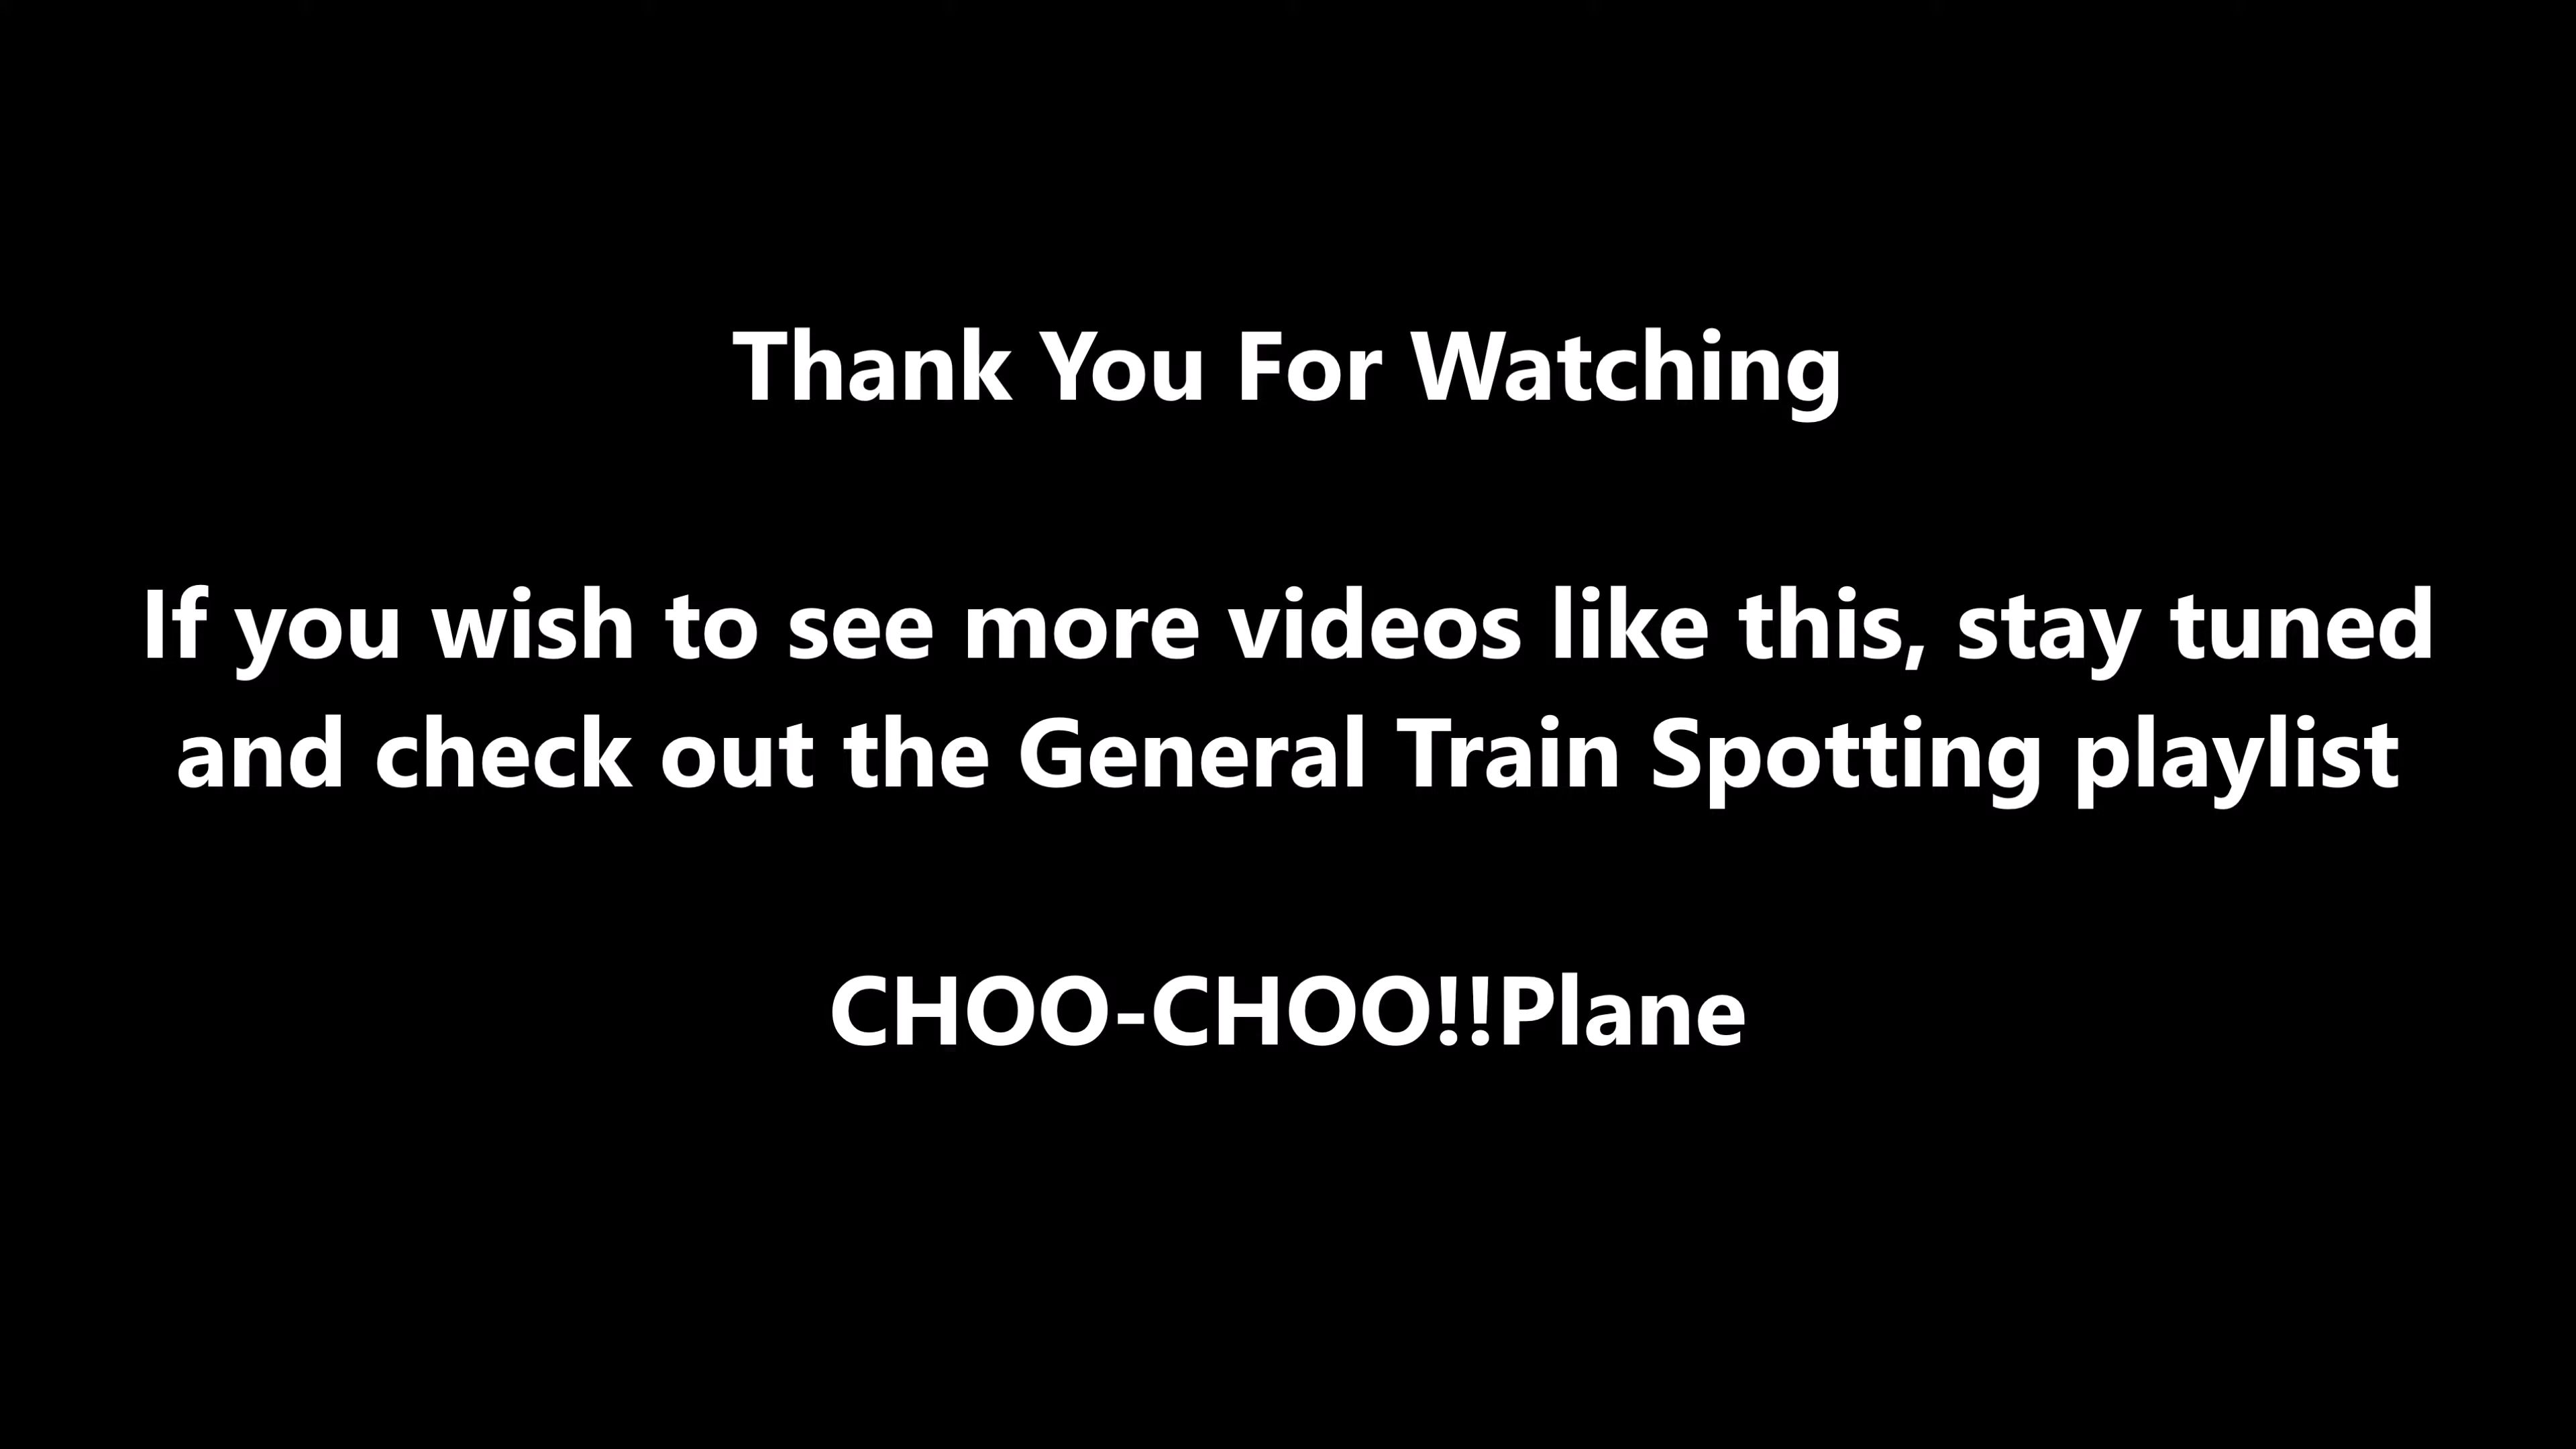 Thank You For Watching
If you wish to see more videos like this, stay tuned
and check out the General Train Spotting playlist
CHOO-CHOO!!Plane